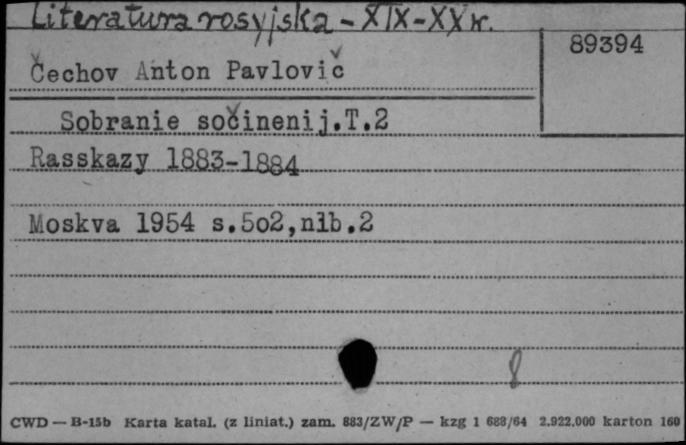 Literatura rosyjska - XIX-XX w.
89394
Čechov Anton Pavlovič
Sobranie sočinenij.T.2
Rasskazy 1883-1884
Moskva 1954 s.5o2,nlb.2
8
CWD — B-15b Karta katal. (z liniat.) zam. 883/ZW/P — kzg 1 688/64 2.922.000 karton 160